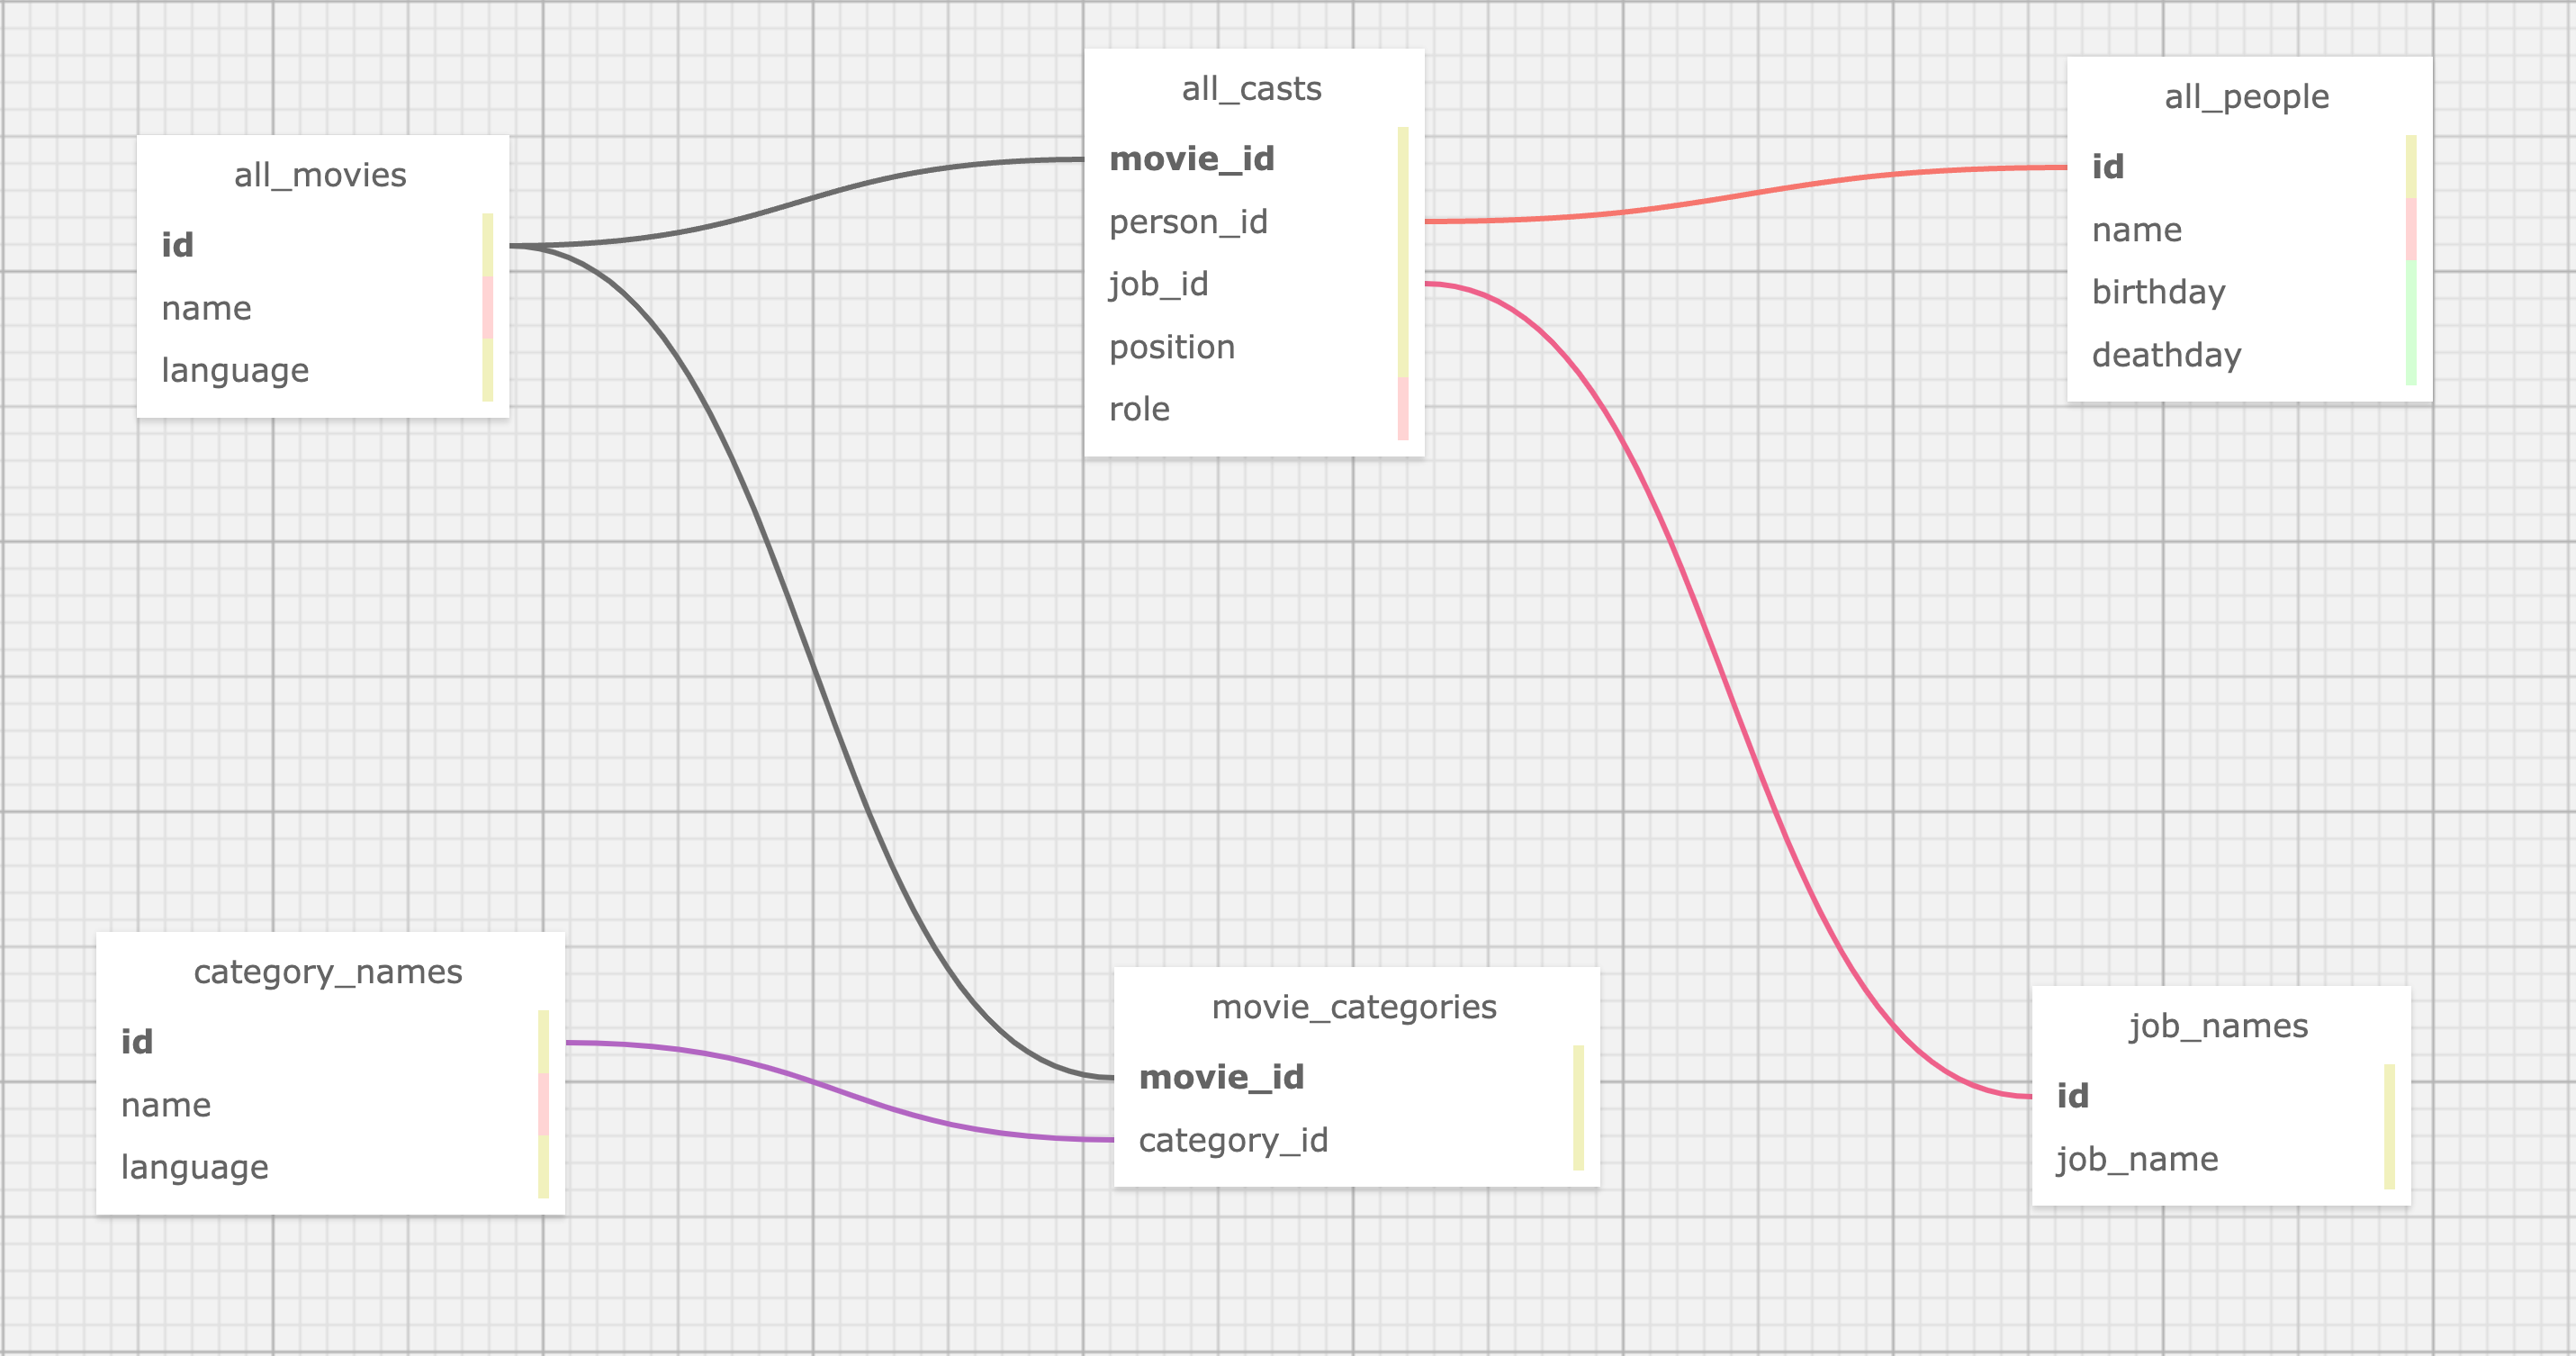 all_movies
id
name
language
all_casts
movie_id
person_id
job_id
position
role
all_people
id
name
birthday
deathday
category_names
id
name
language
movie_categories
movie_id
category_id
job_names
id
job_name